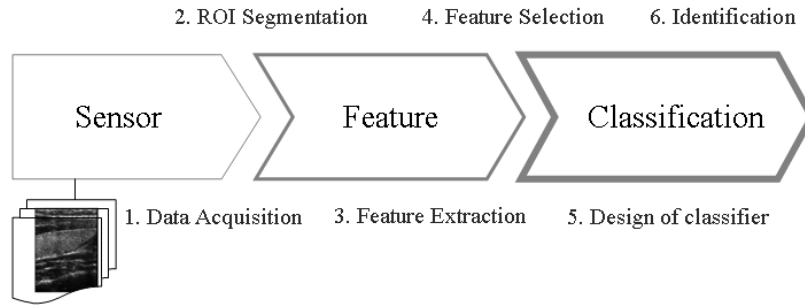 2. ROI Segmentation 4. Feature Selection 6. Identification
Sensor Feature Classification
1. Data Acquisition 3. Feature Extraction 5. Design of classifier